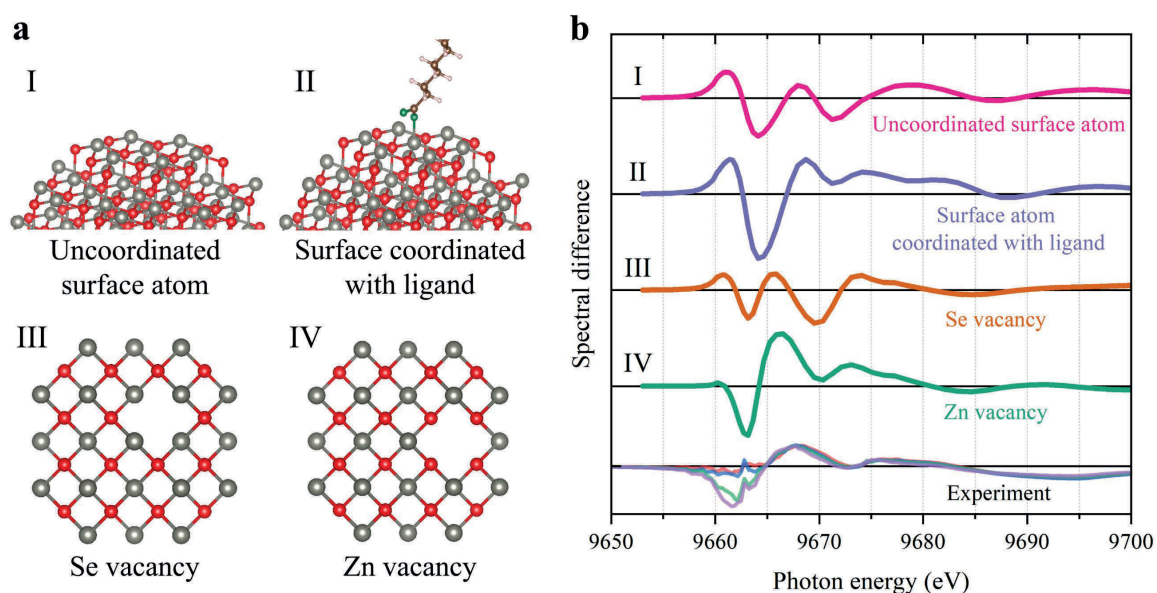 a
I
II
Uncoordinated
surface atom
Surface coordinated
with ligand
III
IV
Se vacancy
Zn vacancy
b
Spectral difference
I
Uncoordinated surface atom
II
Surface atom
coordinated with ligand
III
Se vacancy
IV
Zn vacancy
Experiment
9650 9660 9670 9680 9690 9700
Photon energy (eV)